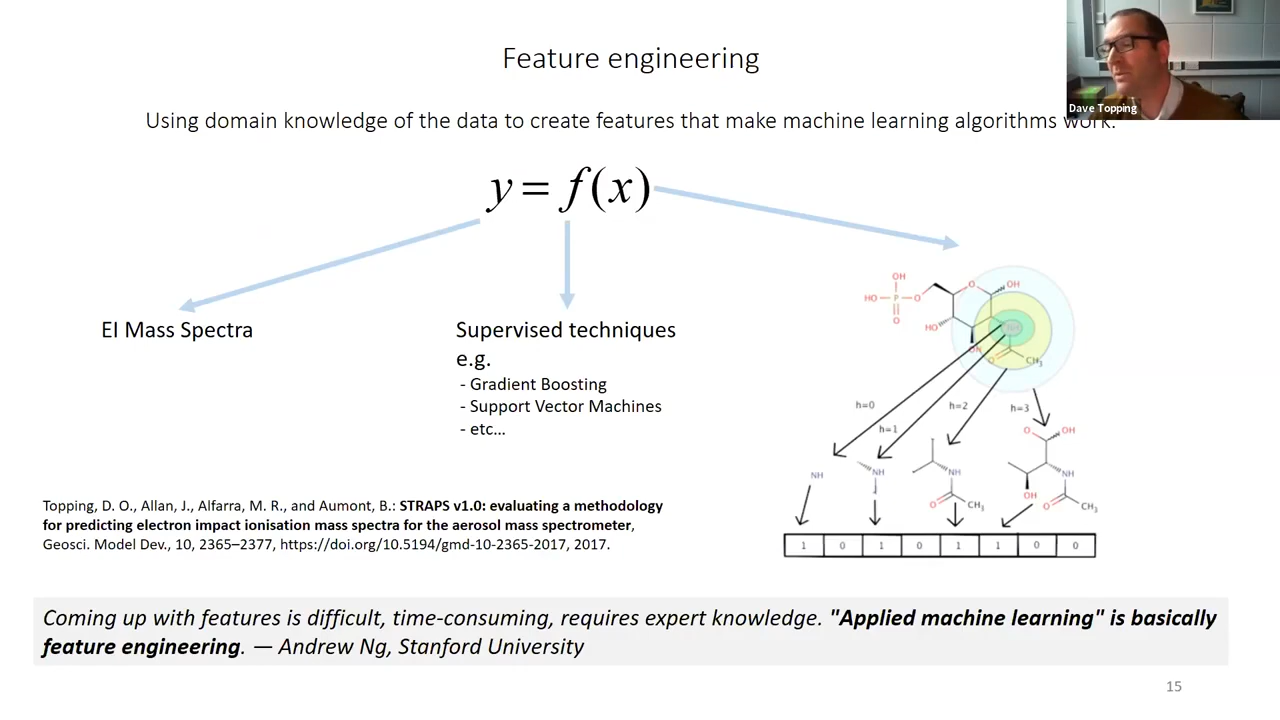 Feature engineering
Dave Topping
Using domain knowledge of the data to create features that make machine learning algorithms work.
y = f(x)
EI Mass Spectra
Supervised techniques
e.g.
- Gradient Boosting
- Support Vector Machines
- etc...
OH
HO P O
O
O OH
HO
OH
NH
O CH3
h=0
h=1
h=2
h=3
NH
NH
NH
O CH3
O OH
NH
OH O CH3
1 0 1 0 1 1 0 0
Topping, D. O., Allan, J., Alfarra, M. R., and Aumont, B.: STRAPS v1.0: evaluating a methodology
for predicting electron impact ionisation mass spectra for the aerosol mass spectrometer,
Geosci. Model Dev., 10, 2365–2377, https://doi.org/10.5194/gmd-10-2365-2017, 2017.
Coming up with features is difficult, time-consuming, requires expert knowledge. "Applied machine learning" is basically
feature engineering. — Andrew Ng, Stanford University
15